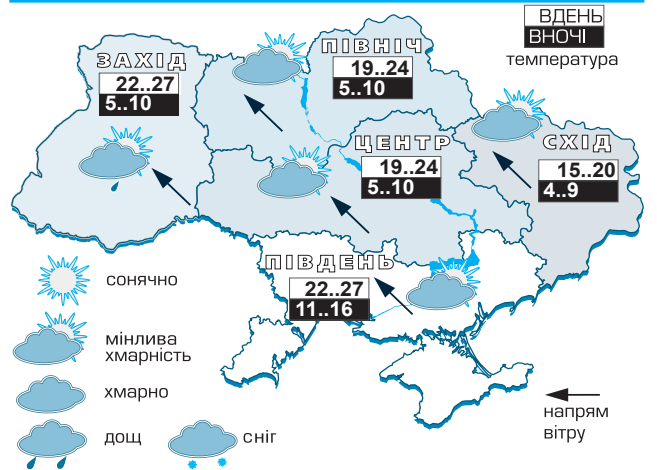 ВДЕНЬ
ВНОЧІ
температура
ПІВНІЧ
19..24
5..10
ЗАХІД
22..27
5..10
ЦЕНТР
19..24
5..10
СХІД
15..20
4..9
ПІВДЕНЬ
22..27
11..16
сонячно
мінлива
хмарність
хмарно
дощ
сніг
напрям
вітру